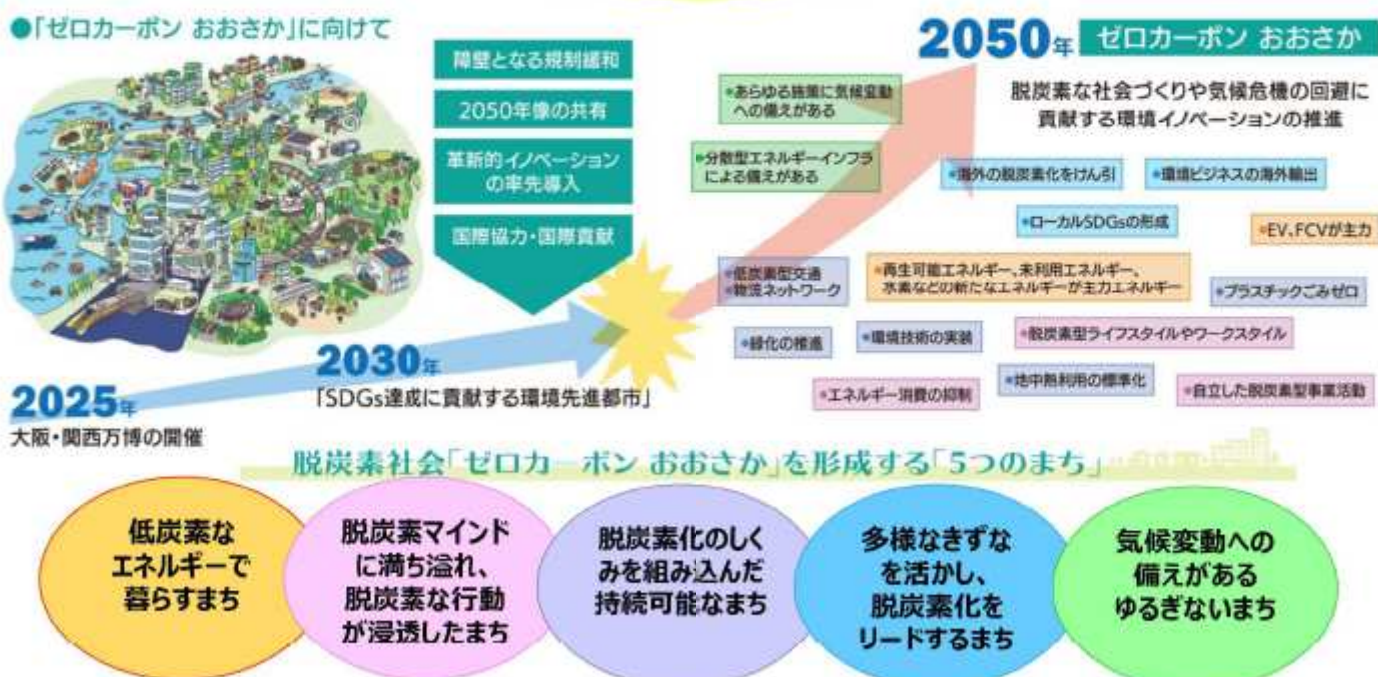 ●「ゼロカーボン おおさか」に向けて
障壁となる規制緩和
2050年像の共有
革新的イノベーション
の率先導入
国際協力・国際貢献
2025年
大阪・関西万博の開催
2030年
「SDGs達成に貢献する環境先進都市」
2050年 ゼロカーボン おおさか
脱炭素な社会づくりや気候危機の回避に
貢献する環境イノベーションの推進
•あらゆる施策に気候変動
への備えがある
•分散型エネルギーインフラ
による備えがある
•海外の脱炭素化をけん引
•環境ビジネスの海外輸出
•ローカルSDGsの形成
•EV、FCVが主力
•低炭素型交通
•物流ネットワーク
•再生可能エネルギー、未利用エネルギー、
水素などの新たなエネルギーが主力エネルギー
•プラスチックごみゼロ
•緑化の推進
•環境技術の実装
•脱炭素型ライフスタイルやワークスタイル
•エネルギー消費の抑制
•地中熱利用の標準化
•自立した脱炭素型事業活動
脱炭素社会「ゼロカーボン おおさか」を形成する「5つのまち」
低炭素な
エネルギーで
暮らすまち
脱炭素マインド
に満ち溢れ、
脱炭素な行動
が浸透したまち
脱炭素化のしく
みを組み込んだ
持続可能なまち
多様なきずな
を活かし、
脱炭素化を
リードするまち
気候変動への
備えがある
ゆるぎないまち